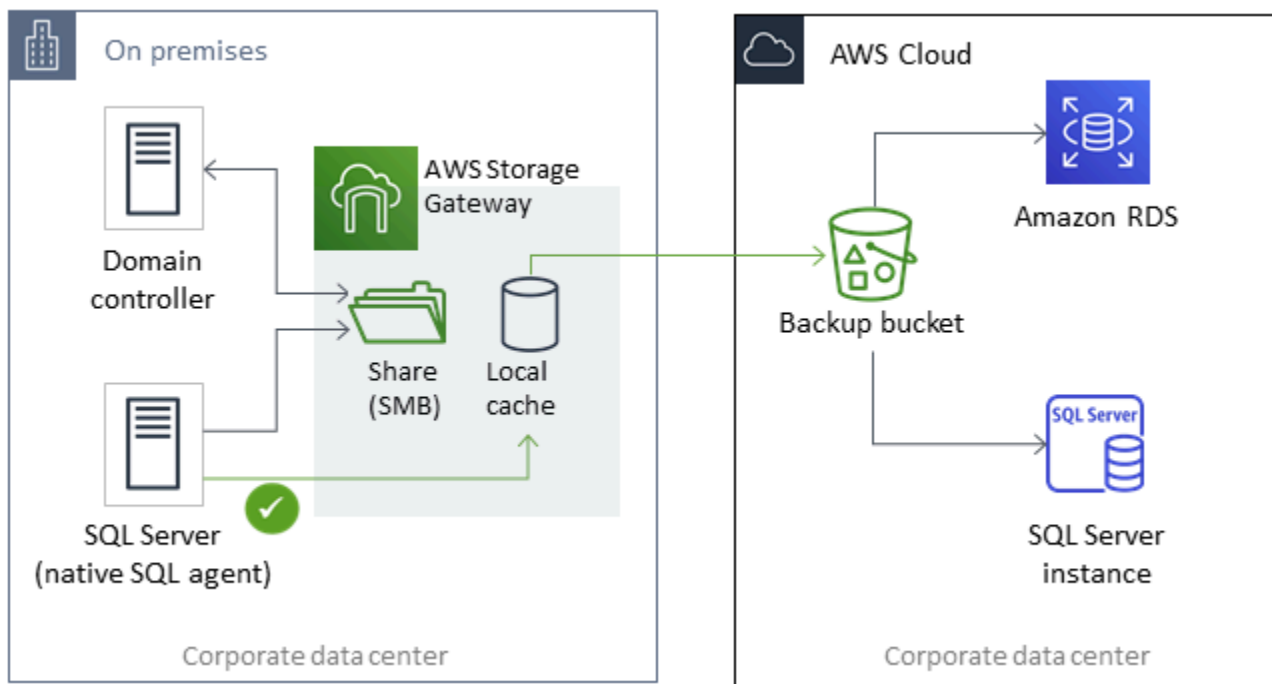 On premises
AWS Storage
Gateway
Domain
controller
Share
(SMB)
Local
cache
SQL Server
(native SQL agent)
Corporate data center
AWS Cloud
Amazon RDS
Backup bucket
SQL Server
SQL Server
instance
Corporate data center